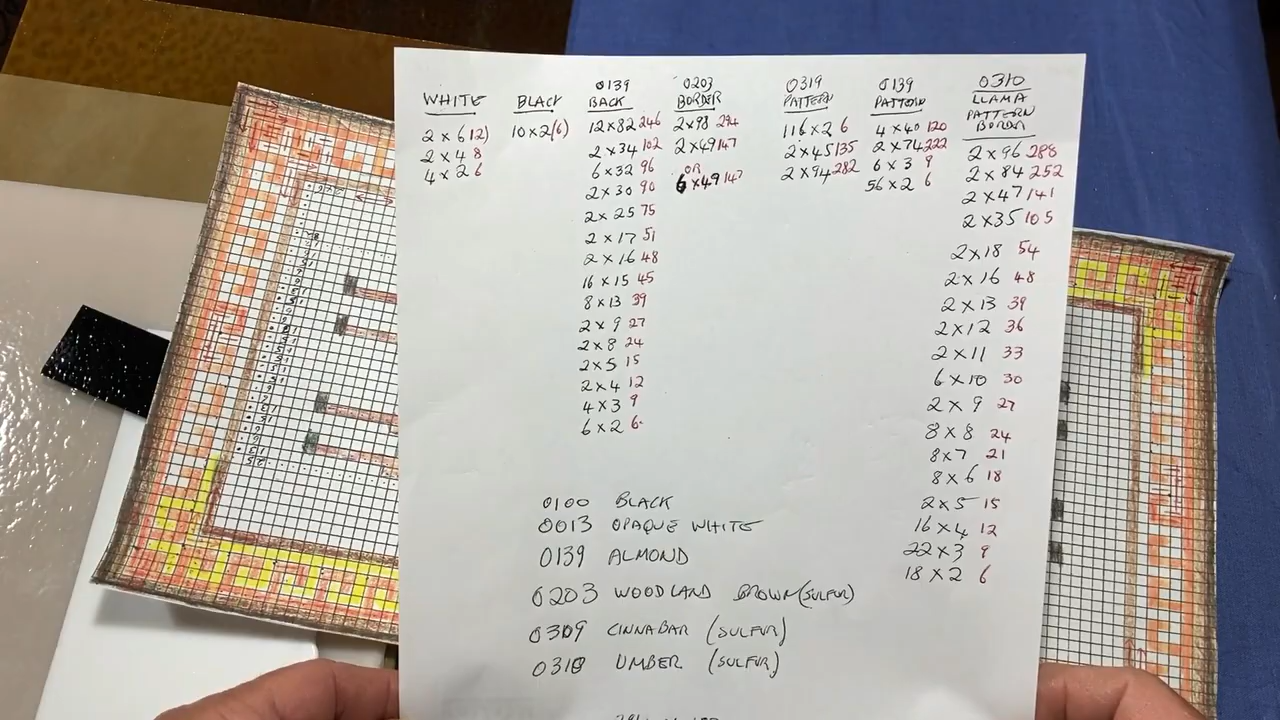 WHITE
2 x 6 12)
2 x 4 8
4 x 2 6
BLACK
10 x 2 (6)
0139
BACK
12 x 82 246
2 x 34 102
6 x 32 96
2 x 30 90
2 x 25 75
2 x 17 51
2 x 16 48
16 x 15 45
8 x 13 39
2 x 9 27
2 x 8 24
2 x 5 15
2 x 4 12
4 x 3 9
6 x 2 6
0203
BORDER
2 x 98 294
2 x 49 147
OR
6 x 49 147
0319
PATTERN
116 x 2 6
2 x 45 135
2 x 94 282
0139
PATTERN
4 x 40 120
2 x 74 222
6 x 3 9
56 x 2 6
0310
LLAMA
PATTERN
BORDER
2 x 96 288
2 x 84 252
2 x 47 141
2 x 35 105
2 x 18 54
2 x 16 48
2 x 13 39
2 x 12 36
2 x 11 33
6 x 10 30
2 x 9 27
8 x 8 24
8 x 7 21
8 x 6 18
2 x 5 15
16 x 4 12
22 x 3 9
18 x 2 6
0100 BLACK
0013 OPAQUE WHITE
0139 ALMOND
0203 WOODLAND BROWN (SULFUR)
0309 CINNABAR (SULFUR)
0310 UMBER (SULFUR)